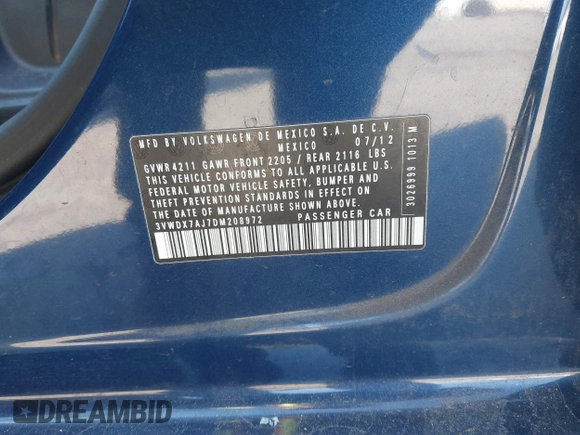 MFD BY VOLKSWAGEN DE MEXICO S.A. DE C.V.
MEXICO 07/12
GVWR 4211 GAWR FRONT 2205 / REAR 2116 LBS
THIS VEHICLE CONFORMS TO ALL APPLICABLE U.S.
FEDERAL MOTOR VEHICLE SAFETY, BUMPER AND
THEFT PREVENTION STANDARDS IN EFFECT ON
THE DATE OF MANUFACTURE SHOWN ABOVE.
3VWDX7AJ7DM208972 PASSENGER CAR
3026999 1013 M
DREAMBID